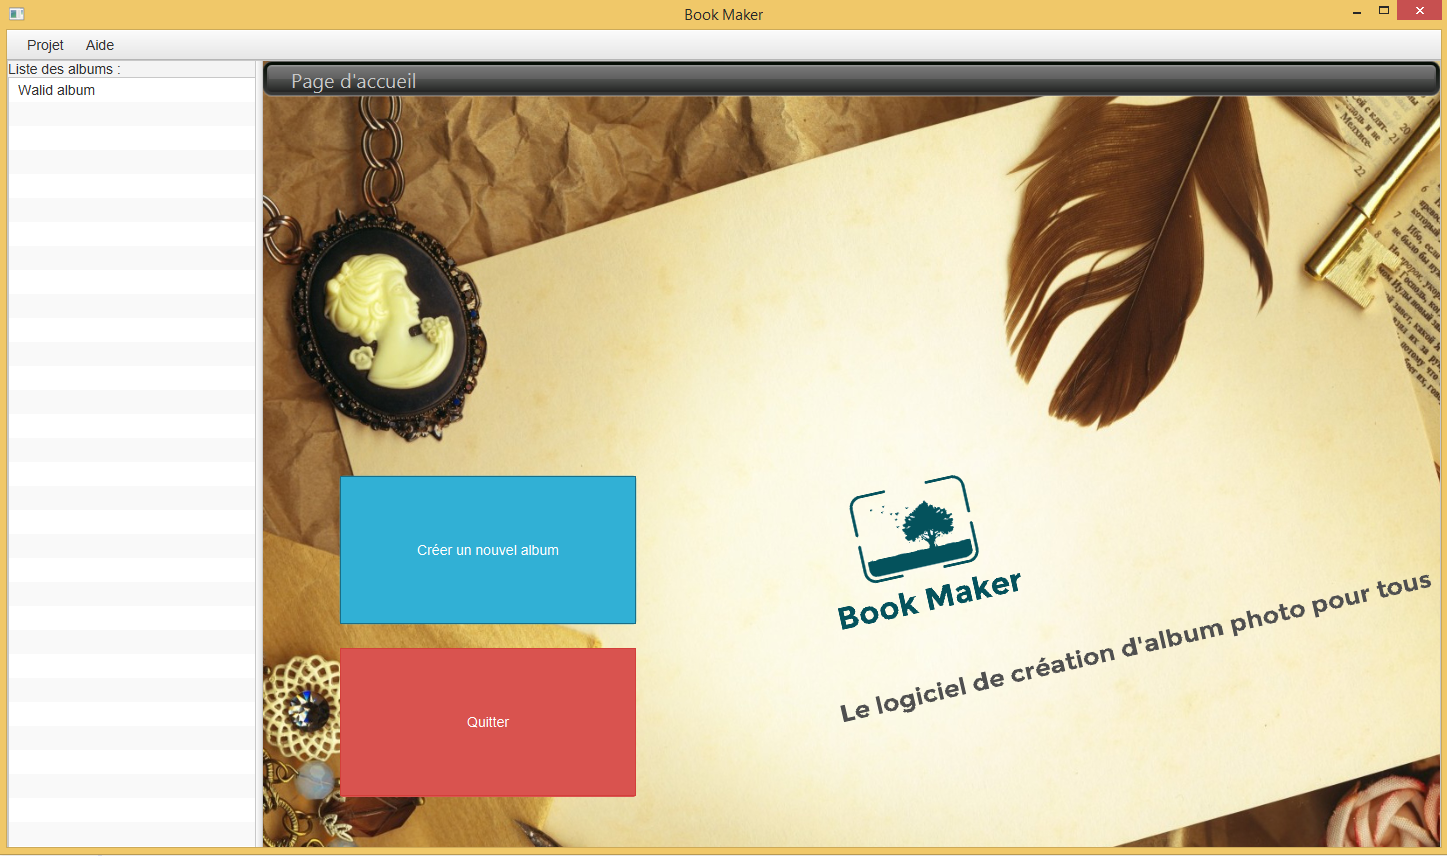 Book Maker
Projet Aide
Liste des albums :
Walid album
Page d'accueil
Créer un nouvel album
Quitter
Book Maker
Le logiciel de création d'album photo pour tous